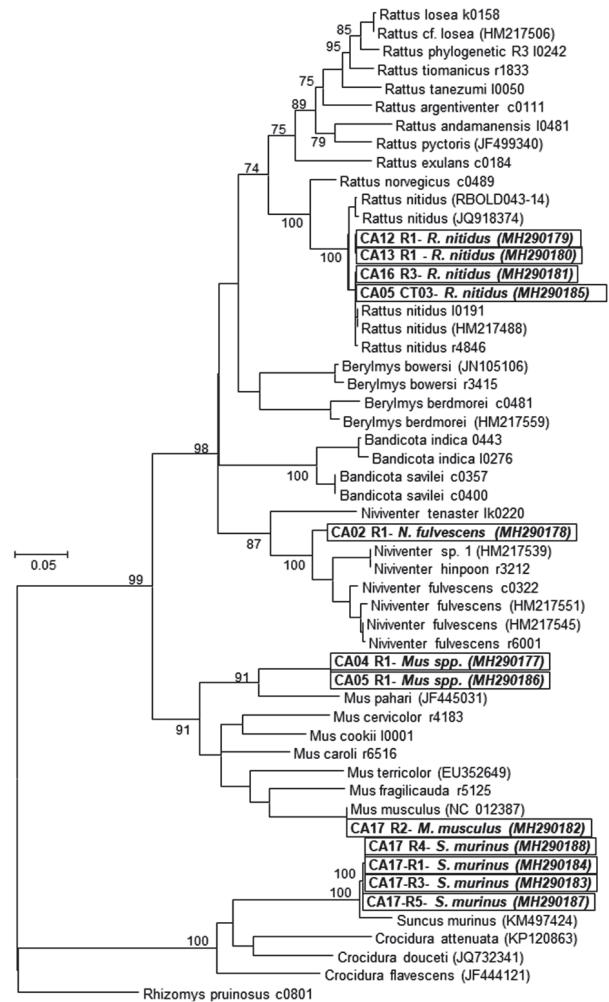 Rattus losea k0158
85
Rattus cf. losea (HM217506)
95
Rattus phylogenetic R3 l0242
Rattus tiomanicus r1833
75
Rattus tanezumi l0050
89
Rattus argentiventer c0111
75
Rattus andamanensis l0481
79
Rattus pyctoris (JF499340)
74
Rattus exulans c0184
Rattus norvegicus c0489
100
Rattus nitidus (RBOLD043-14)
Rattus nitidus (JQ918374)
100
CA12 R1- R. nitidus (MH290179)
CA13 R1 - R. nitidus (MH290180)
CA16 R3- R. nitidus (MH290181)
CA05 CT03- R. nitidus (MH290185)
Rattus nitidus l0191
Rattus nitidus (HM217488)
Rattus nitidus r4846
Berylmys bowersi (JN105106)
Berylmys bowersi r3415
Berylmys berdmorei c0481
Berylmys berdmorei (HM217559)
98
Bandicota indica 0443
Bandicota indica l0276
100
Bandicota savilei c0357
Bandicota savilei c0400
Niviventer tenaster lk0220
87
CA02 R1- N. fulvescens (MH290178)
100
Niviventer sp. 1 (HM217539)
Niviventer hinpoon r3212
Niviventer fulvescens c0322
Niviventer fulvescens (HM217551)
Niviventer fulvescens (HM217545)
Niviventer fulvescens r6001
0.05
99
91
CA04 R1- Mus spp. (MH290177)
CA05 R1- Mus spp. (MH290186)
Mus pahari (JF445031)
91
Mus cervicolor r4183
Mus cookii l0001
Mus caroli r6516
Mus terricolor (EU352649)
Mus fragilicauda r5125
Mus musculus (NC 012387)
CA17 R2- M. musculus (MH290182)
CA17 R4- S. murinus (MH290188)
CA17-R1- S. murinus (MH290184)
100
CA17-R3- S. murinus (MH290183)
100
CA17-R5- S. murinus (MH290187)
Suncus murinus (KM497424)
100
Crocidura attenuata (KP120863)
Crocidura douceti (JQ732341)
Crocidura flavescens (JF444121)
Rhizomys pruinosus c0801